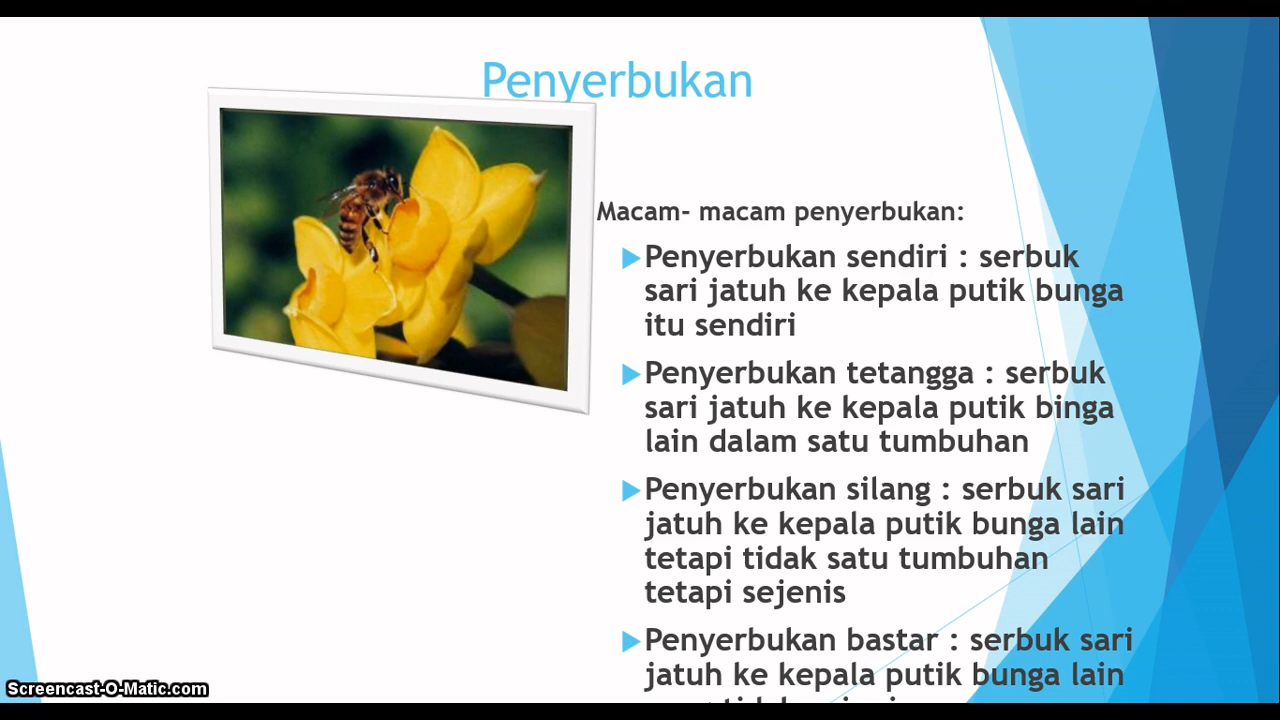 Penyerbukan
Macam- macam penyerbukan:
Penyerbukan sendiri : serbuk
sari jatuh ke kepala putik bunga
itu sendiri
Penyerbukan tetangga : serbuk
sari jatuh ke kepala putik binga
lain dalam satu tumbuhan
Penyerbukan silang : serbuk sari
jatuh ke kepala putik bunga lain
tetapi tidak satu tumbuhan
tetapi sejenis
Penyerbukan bastar : serbuk sari
jatuh ke kepala putik bunga lain
Screencast-O-Matic.com